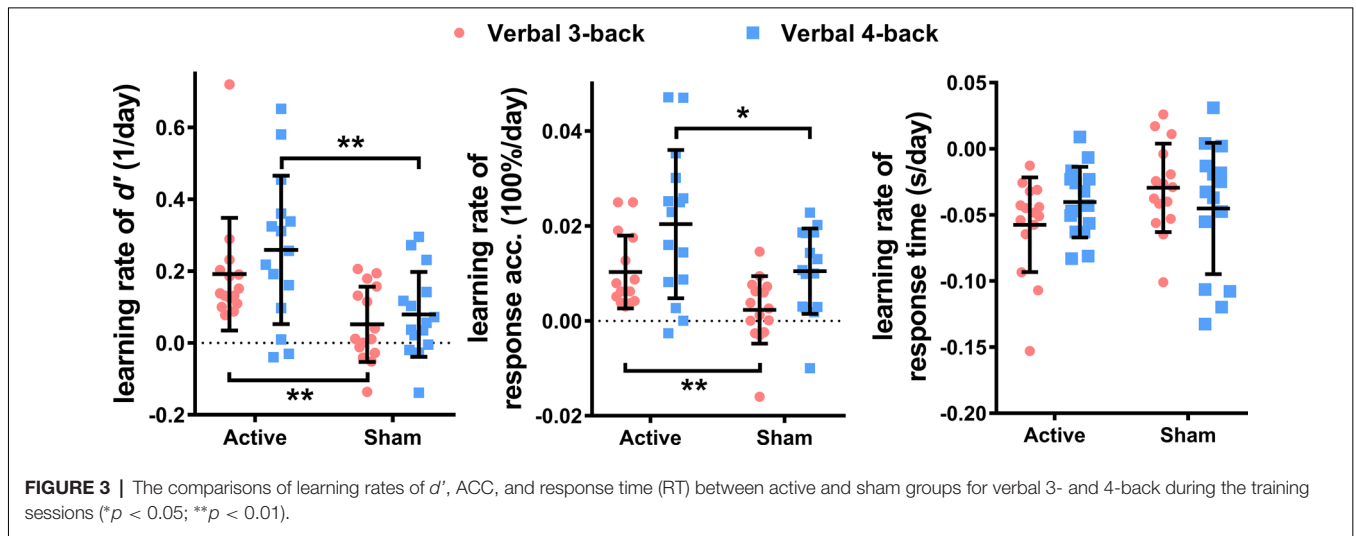 Verbal 3-back Verbal 4-back
learning rate of d' (1/day)
0.6
0.4
0.2
0.0
-0.2
**
**
Active Sham
learning rate of
response acc. (100%/day)
0.04
0.02
0.00
-0.02
*
**
Active Sham
learning rate of
response time (s/day)
0.05
0.00
-0.05
-0.10
-0.15
-0.20
Active Sham
FIGURE 3 | The comparisons of learning rates of d', ACC, and response time (RT) between active and sham groups for verbal 3- and 4-back during the training
sessions (*p < 0.05; **p < 0.01).